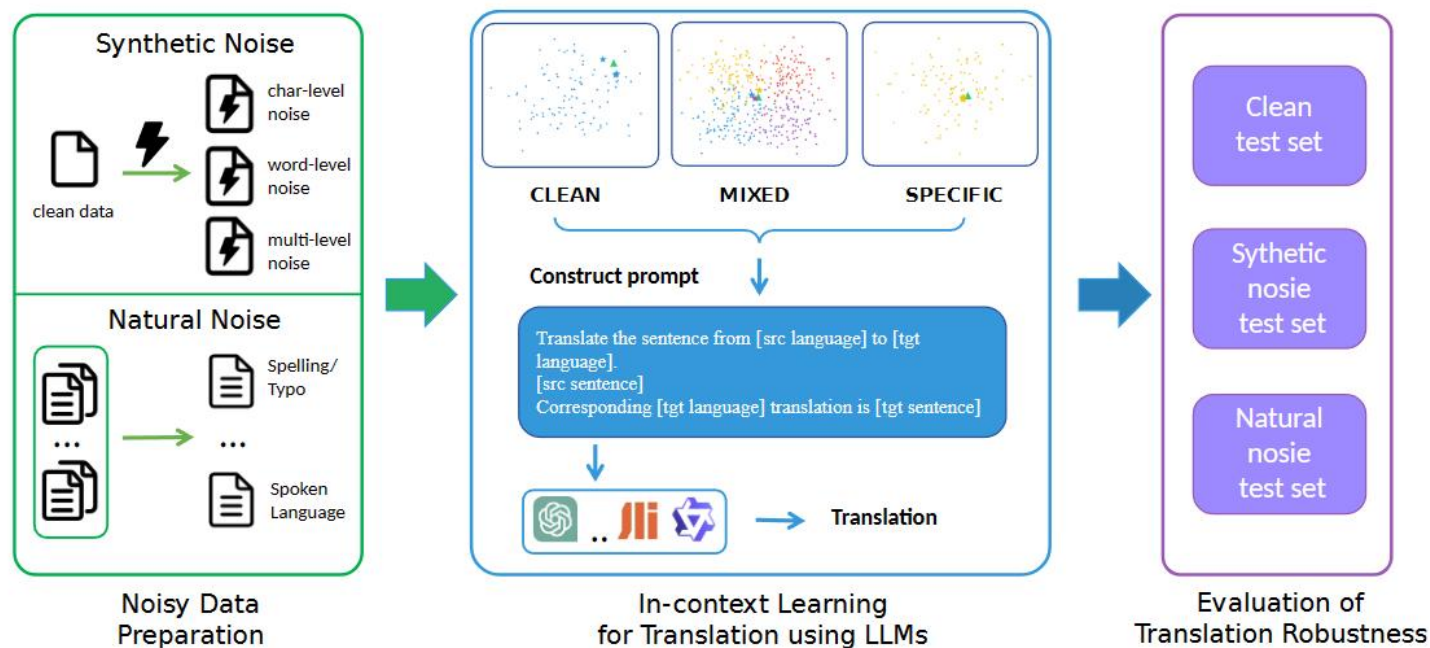 Synthetic Noise
clean data
char-level
noise
word-level
noise
multi-level
noise
Natural Noise
...
Spelling/
Typo
...
Spoken
Language
Noisy Data
Preparation
CLEAN
MIXED
SPECIFIC
Construct prompt
Translate the sentence from [src language] to [tgt
language].
[src sentence]
Corresponding [tgt language] translation is [tgt sentence]
..
Translation
In-context Learning
for Translation using LLMs
Clean
test set
Sythetic
nosie
test set
Natural
nosie
test set
Evaluation of
Translation Robustness